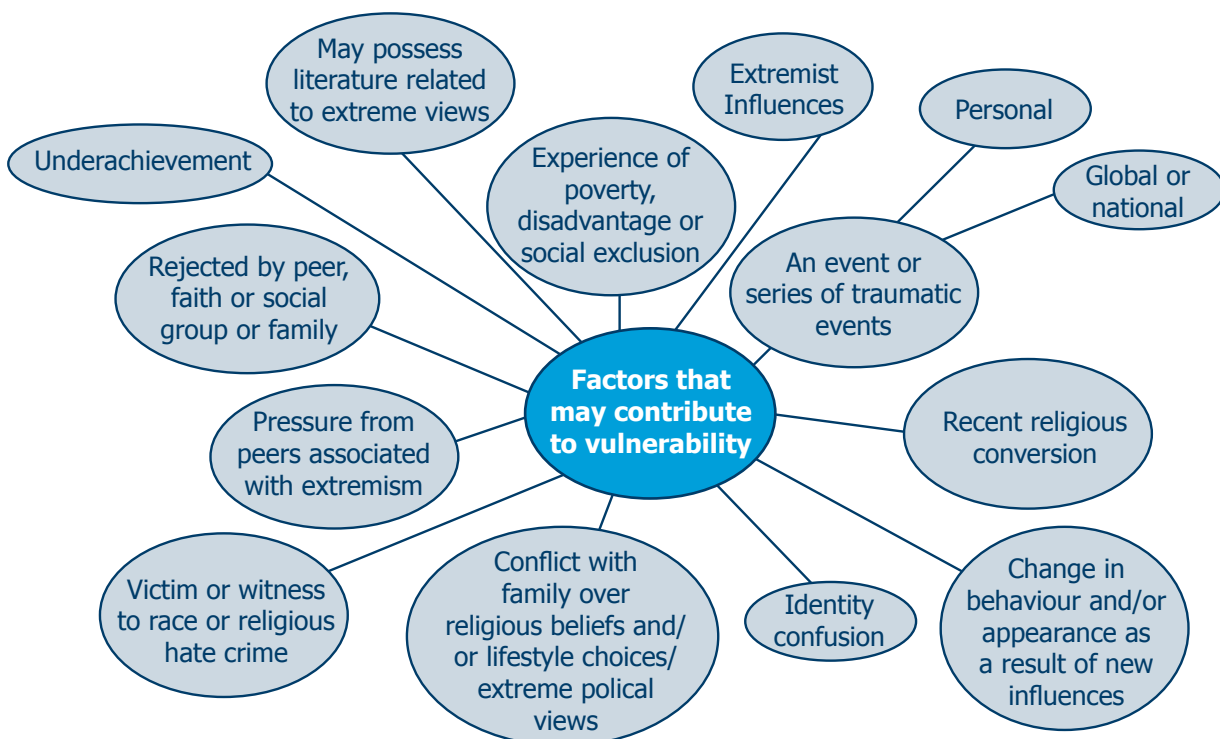 May possess
literature related
to extreme views
Extremist
Influences
Personal
Underachievement
Experience of
poverty,
disadvantage or
social exclusion
Global or
national
Rejected by peer,
faith or social
group or family
An event or
series of traumatic
events
Factors that
may contribute
to vulnerability
Pressure from
peers associated
with extremism
Recent religious
conversion
Victim or witness
to race or religious
hate crime
Conflict with
family over
religious beliefs and/
or lifestyle choices/
extreme polical
views
Identity
confusion
Change in
behaviour and/or
appearance as
a result of new
influences